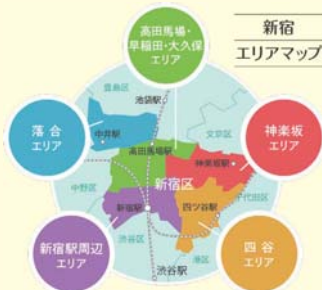 新宿
エリアマップ
高田馬場・
早稲田・大久保
エリア
豊島区
池袋駅
文京区
落合
エリア
中井駅
高田馬場駅
神楽坂駅
神楽坂
エリア
中野区
新宿区
千代田区
新宿駅
四ツ谷駅
新宿駅周辺
エリア
渋谷区
港区
渋谷駅
四谷
エリア